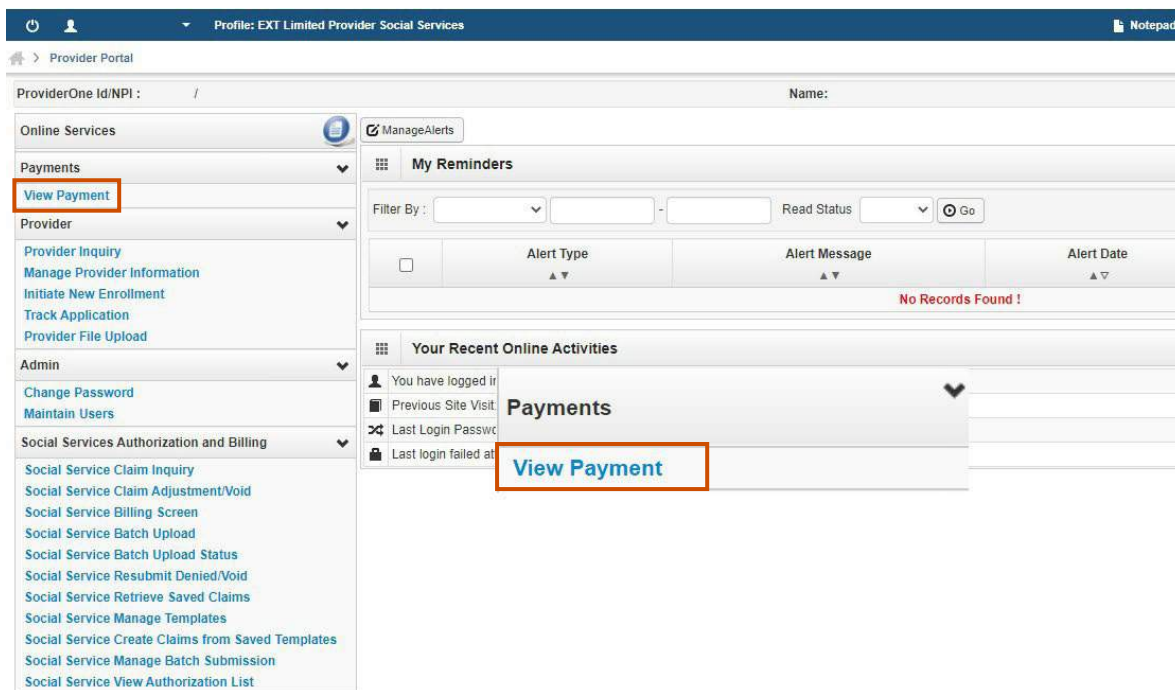 Profile: EXT Limited Provider Social Services
Notepad
> Provider Portal
ProviderOne Id/NPI : /
Name:
Online Services
Payments
View Payment
Provider
Provider Inquiry
Manage Provider Information
Initiate New Enrollment
Track Application
Provider File Upload
Admin
Change Password
Maintain Users
Social Services Authorization and Billing
Social Service Claim Inquiry
Social Service Claim Adjustment/Void
Social Service Billing Screen
Social Service Batch Upload
Social Service Batch Upload Status
Social Service Resubmit Denied/Void
Social Service Retrieve Saved Claims
Social Service Manage Templates
Social Service Create Claims from Saved Templates
Social Service Manage Batch Submission
Social Service View Authorization List
ManageAlerts
My Reminders
Filter By : - Read Status Go
Alert Type Alert Message Alert Date
No Records Found !
Your Recent Online Activities
You have logged in
Previous Site Visit
Last Login Passwo
Last login failed at
Payments
View Payment